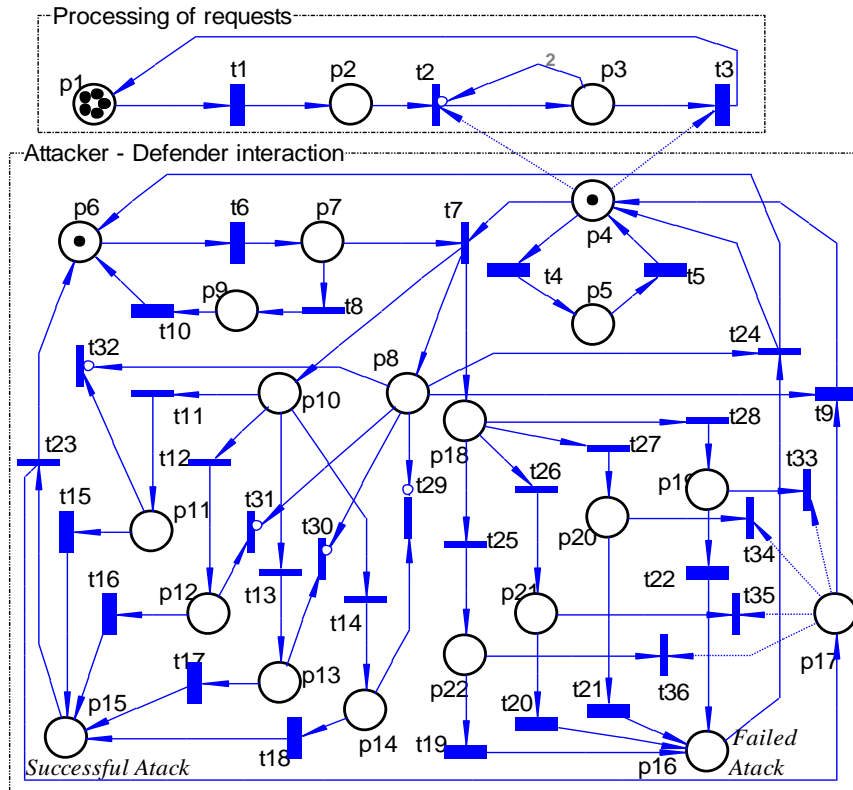 Processing of requests
p1
t1
p2
t2
2
p3
t3
Attacker - Defender interaction
p6
t6
p7
t7
p4
t4
p5
t5
p9
t8
t10
t32
p8
t24
t11
p10
t9
t23
t12
p18
t28
t27
t33
t15
p11
t31
t29
t26
p19
t30
p20
t34
t25
t16
p12
t13
t22
t35
t14
p21
p17
t17
p13
p22
t36
p15
p14
t20
t21
t18
t19
p16
Successful Atack
Failed
Atack